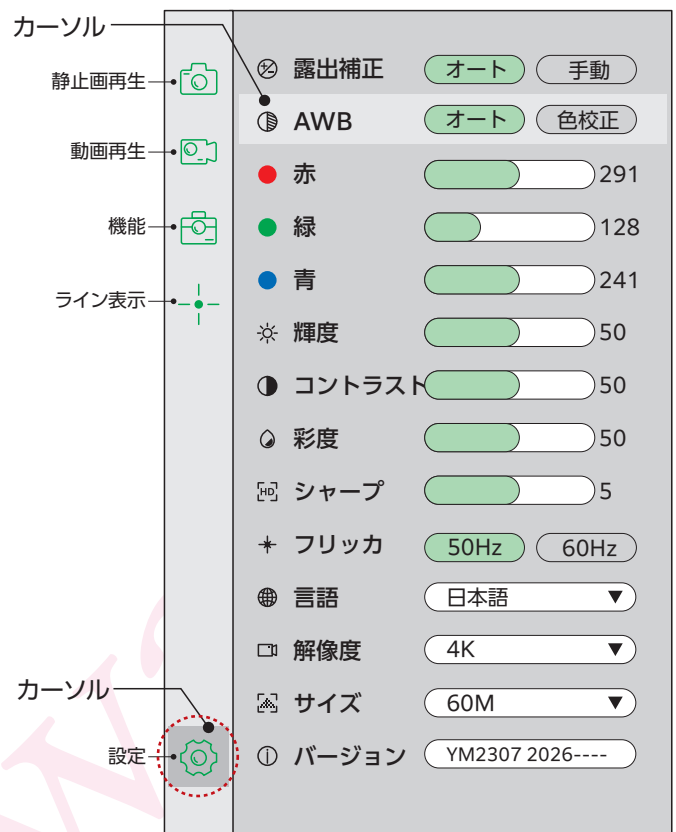 カーソル
静止画再生
動画再生
機能
ライン表示
カーソル
設定
露出補正 オート 手動
AWB オート 色校正
赤 291
緑 128
青 241
輝度 50
コントラスト 50
彩度 50
HD シャープ 5
フリッカ 50Hz 60Hz
言語 日本語 ▼
解像度 4K ▼
サイズ 60M ▼
バージョン YM2307 2026----